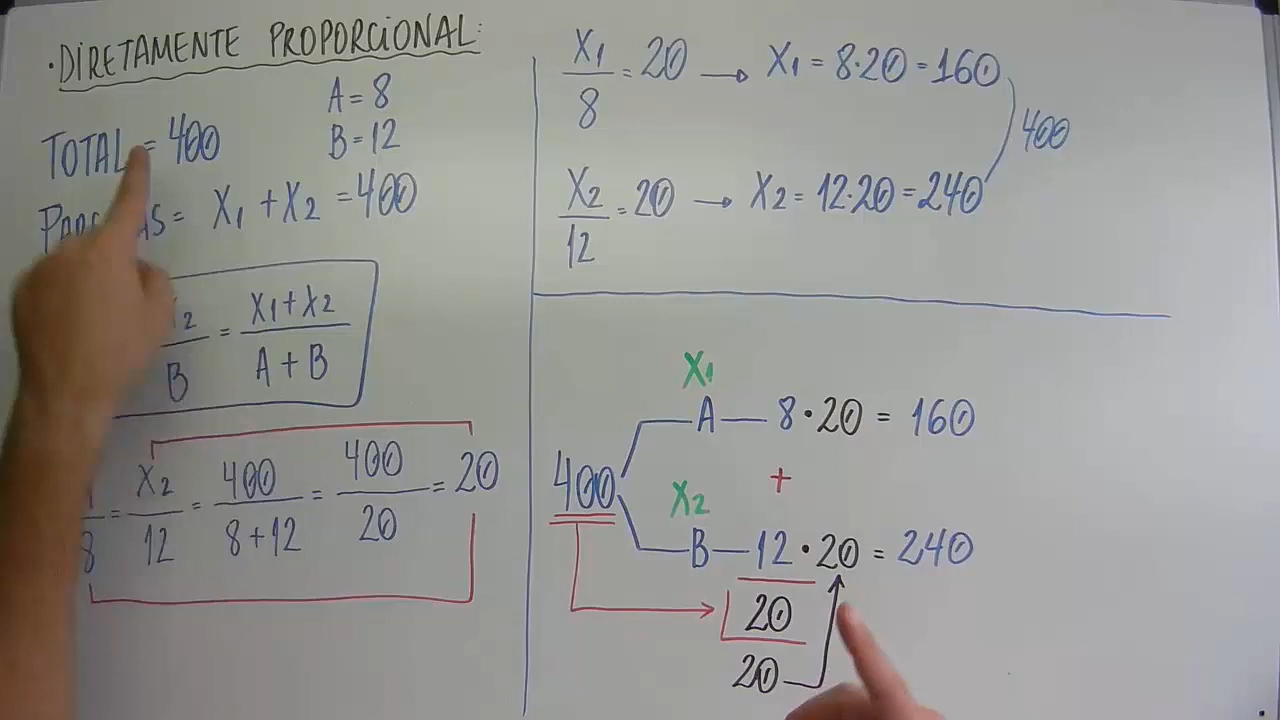 • DIRETAMENTE PROPORCIONAL:
A = 8
TOTAL = 400
B = 12
X1 + X2 = 400
= X1 + X2 / A + B
B
X2 / 12 = 400 / 8 + 12 = 400 / 20 = 20
8
X1 / 8 = 20 → X1 = 8 · 20 = 160
400
X2 / 12 = 20 → X2 = 12 · 20 = 240
X1
A — 8 · 20 = 160
400
+
X2
B — 12 · 20 = 240
20
20